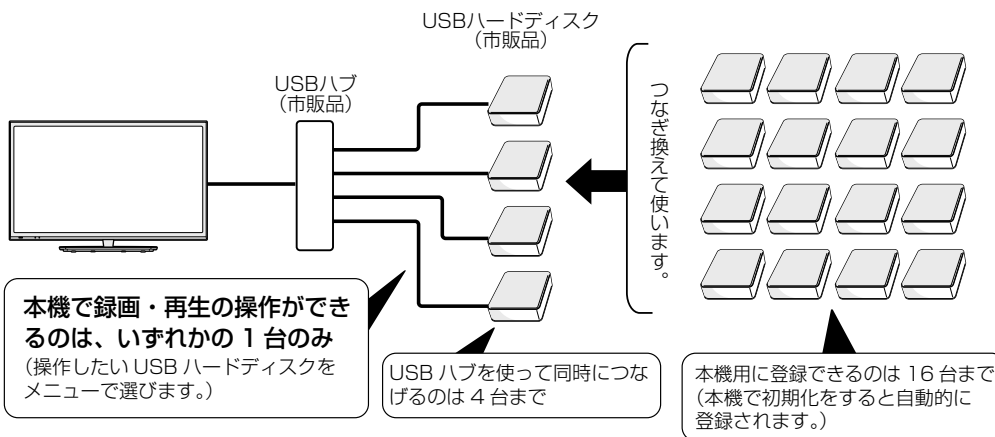 USBハードディスク
（市販品）
USBハブ
（市販品）
つなぎ換えて使います。
本機で録画・再生の操作ができ
るのは、いずれかの 1 台のみ
（操作したい USB ハードディスクを
メニューで選びます。）
USB ハブを使って同時につな
げるのは 4 台まで
本機用に登録できるのは 16 台まで
（本機で初期化をすると自動的に
登録されます。）